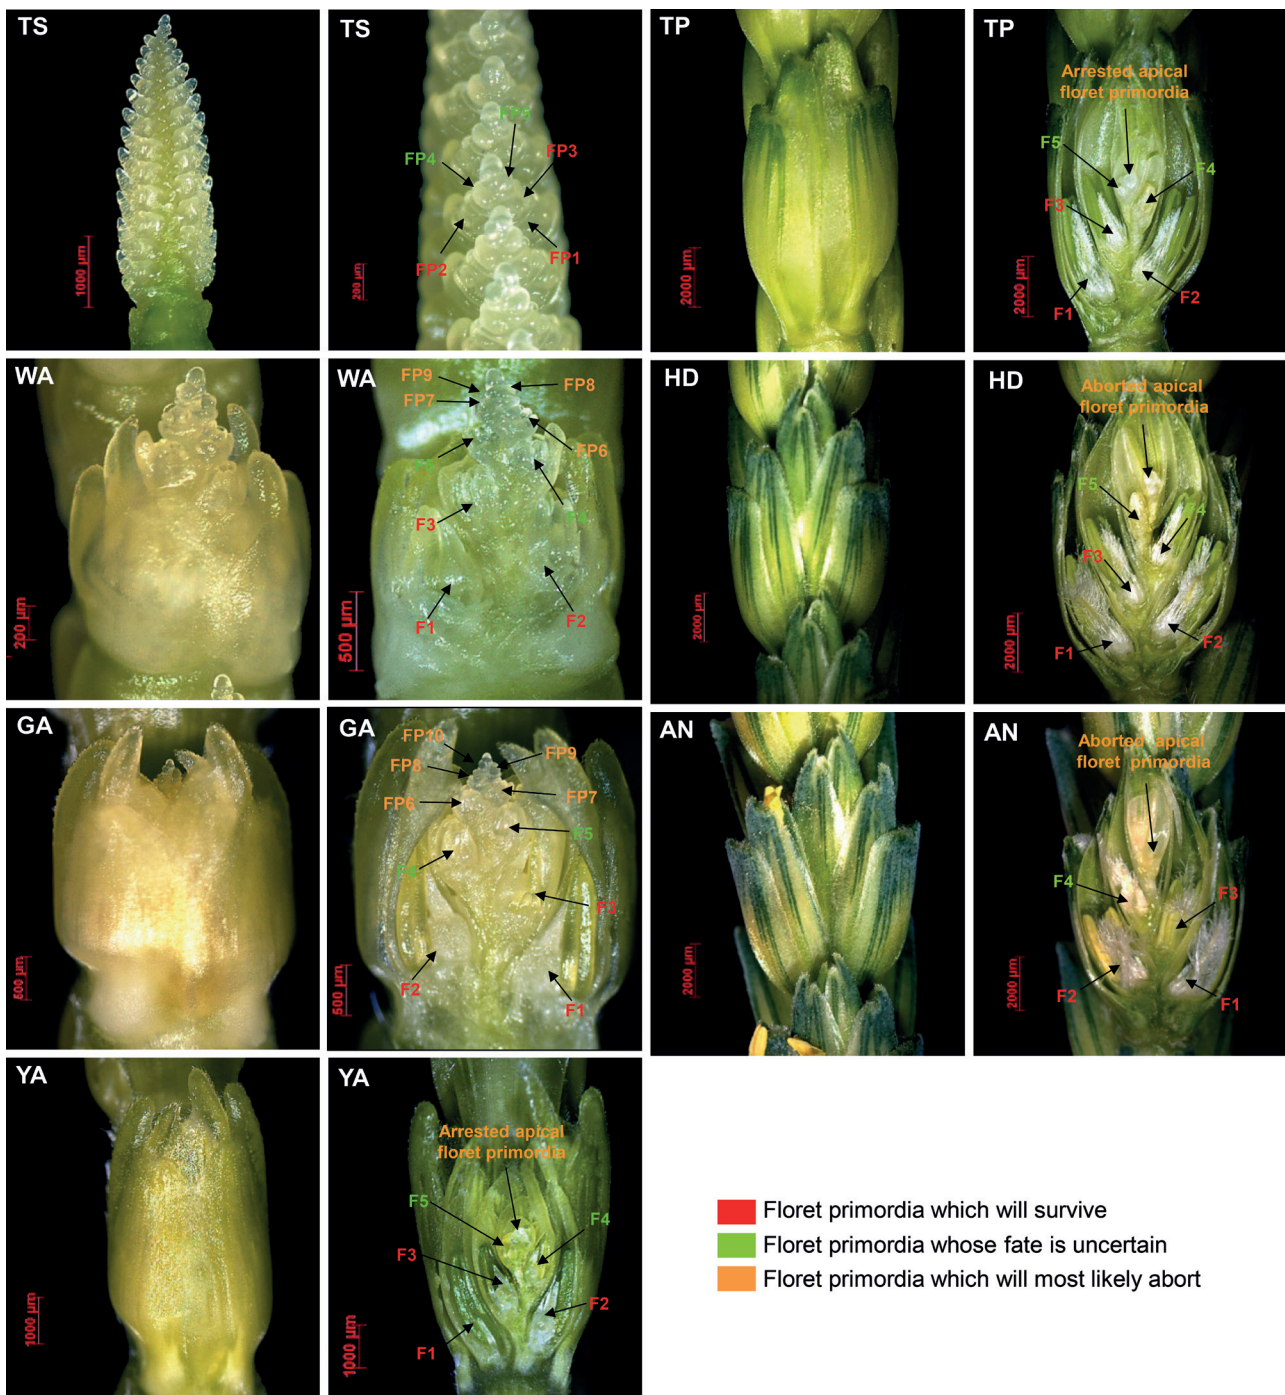 TS
1000 µm
TS
FP5
FP4
FP3
FP2
FP1
200 µm
TP
2000 µm
TP
Arrested apical
floret primordia
F5
F4
F3
F2
F1
2000 µm
WA
200 µm
WA
FP9
FP8
FP7
FP6
F5
F4
F3
F1
F2
500 µm
HD
2000 µm
HD
Aborted apical
floret primordia
F5
F4
F3
F2
F1
2000 µm
GA
500 µm
GA
FP10
FP9
FP8
FP7
FP6
F5
F4
F3
F2
F1
500 µm
AN
2000 µm
AN
Aborted apical
floret primordia
F4
F3
F2
F1
2000 µm
YA
1000 µm
YA
Arrested apical
floret primordia
F5
F4
F3
F2
F1
1000 µm
Floret primordia which will survive
Floret primordia whose fate is uncertain
Floret primordia which will most likely abort